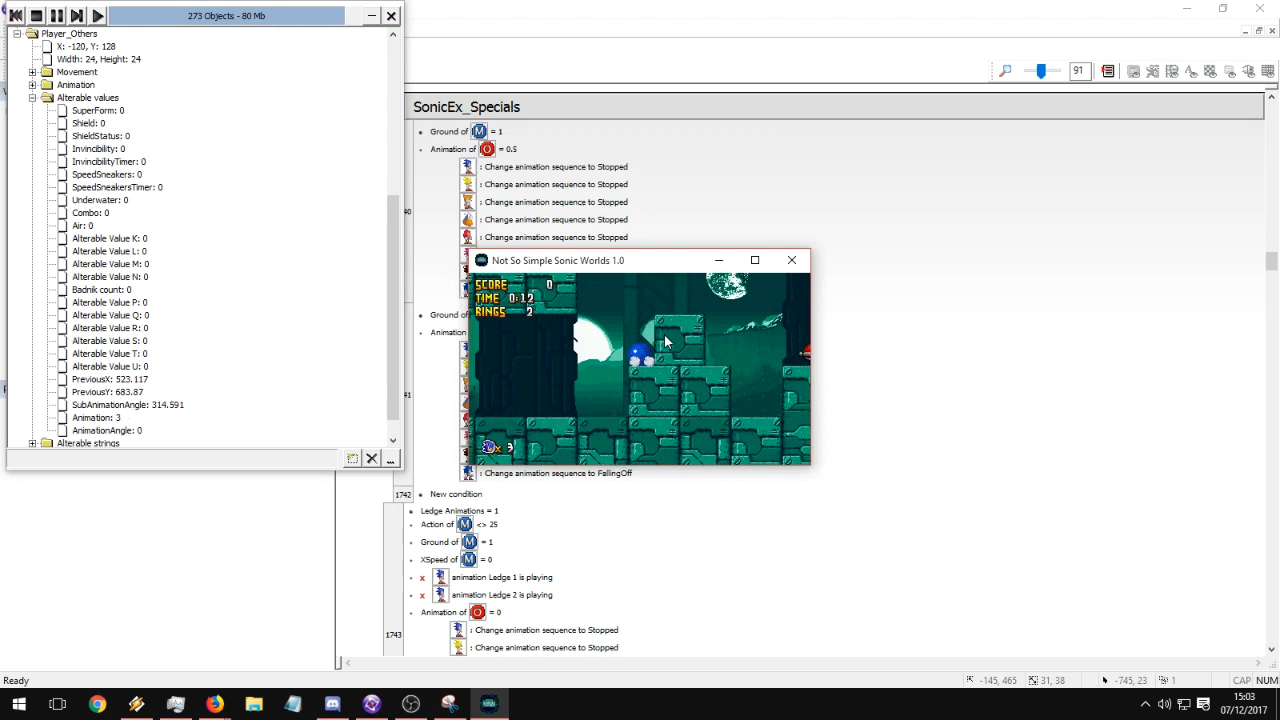 273 Objects - 80 Mb
Player_Others
X: -120, Y: 128
Width: 24, Height: 24
Movement
Animation
Alterable values
SuperForm: 0
Shield: 0
ShieldStatus: 0
Invincibility: 0
InvincibilityTimer: 0
SpeedSneakers: 0
SpeedSneakersTimer: 0
Underwater: 0
Combo: 0
Air: 0
Alterable Value K: 0
Alterable Value L: 0
Alterable Value M: 0
Alterable Value N: 0
Badnik count: 0
Alterable Value P: 0
Alterable Value Q: 0
Alterable Value R: 0
Alterable Value S: 0
Alterable Value T: 0
Alterable Value U: 0
PreviousX: 523.117
PreviousY: 683.87
SubAnimationAngle: 314.591
Animation: 3
AnimationAngle: 0
Alterable strings
...
91
SonicEx_Specials
Ground of M = 1
Animation of O = 0.5
: Change animation sequence to Stopped
: Change animation sequence to Stopped
: Change animation sequence to Stopped
40
: Change animation sequence to Stopped
: Change animation sequence to Stopped
Ground of
Animation
41
Not So Simple Sonic Worlds 1.0
SCORE 0
TIME 0:12
RINGS 2
: Change animation sequence to FallingOff
1742
New condition
Ledge Animations = 1
Action of M <> 25
Ground of M = 1
XSpeed of M = 0
x animation Ledge 1 is playing
x animation Ledge 2 is playing
Animation of O = 0
1743
: Change animation sequence to Stopped
: Change animation sequence to Stopped
Ready
-145, 465
31, 38
-745, 23
1
CAP
NUM
15:03
07/12/2017